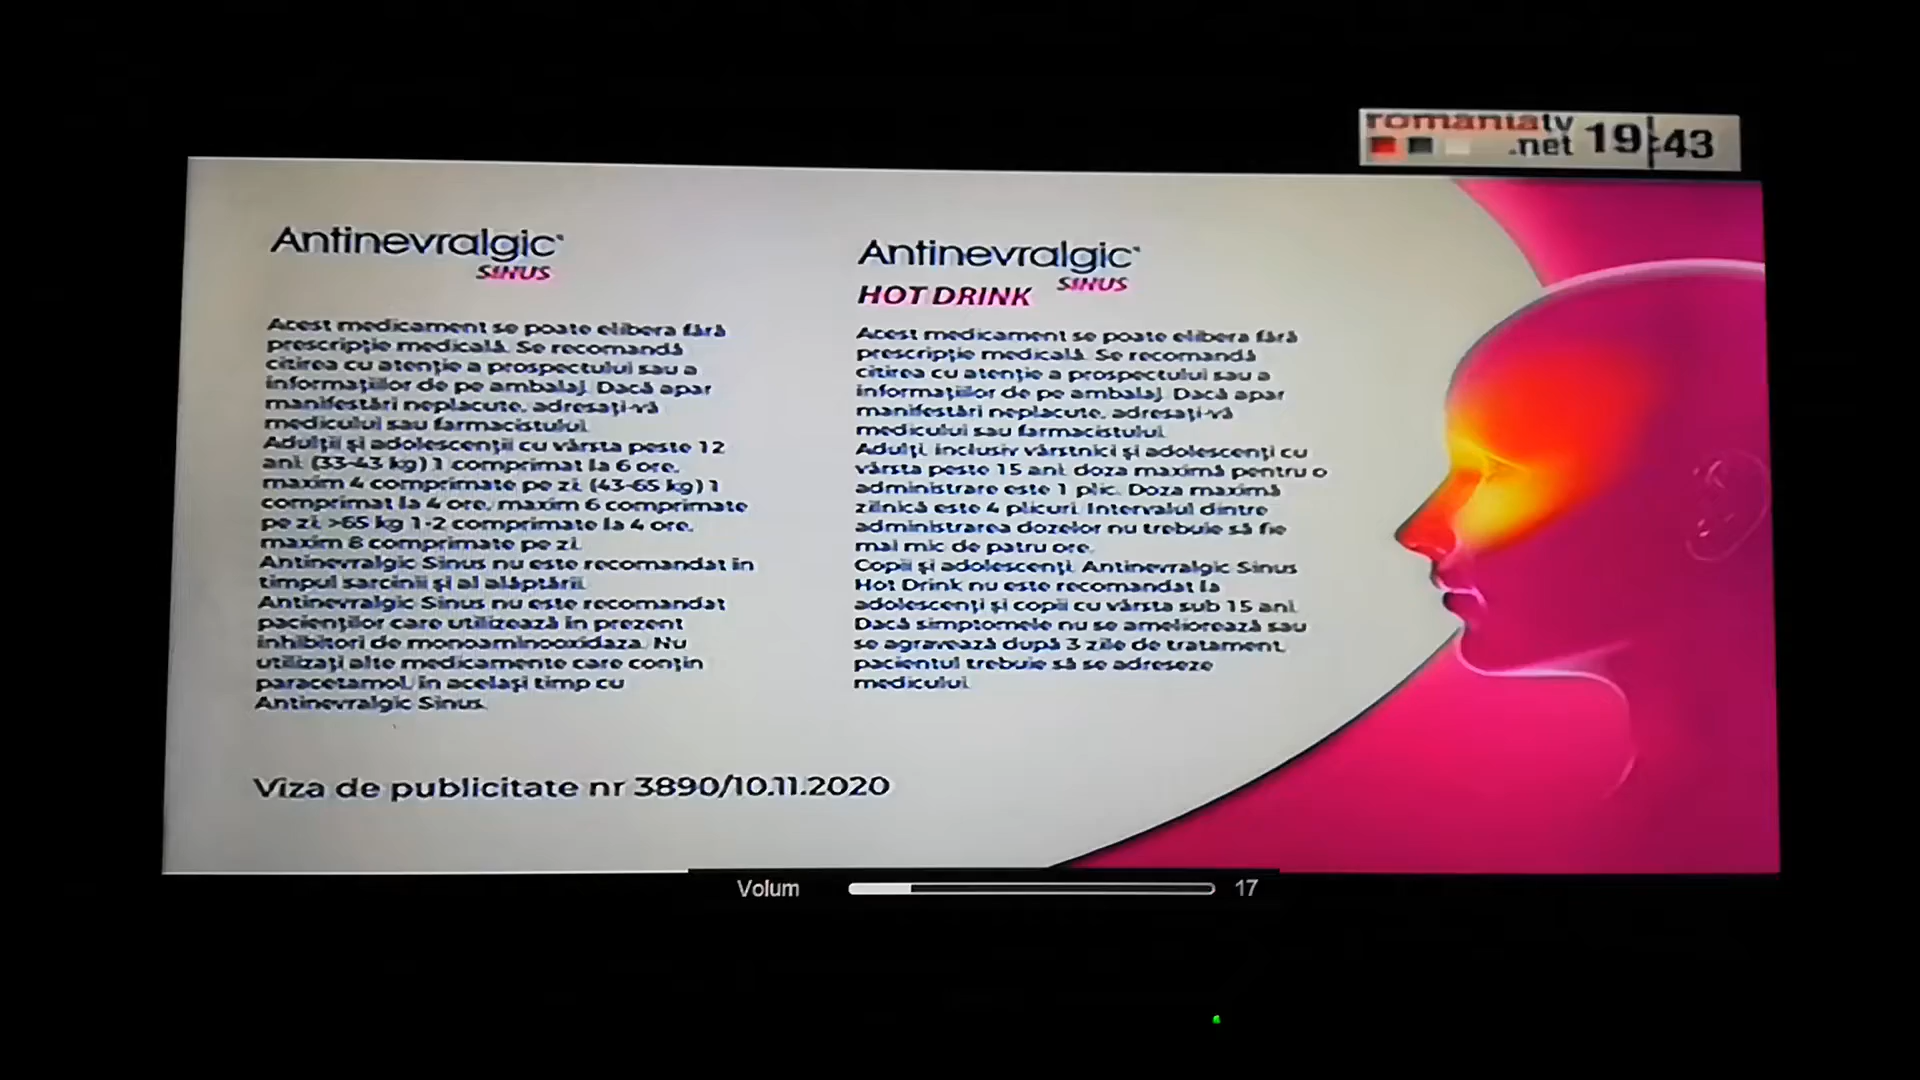 romaniatv
.net 19:43
Antinevralgic
SINUS
Acest medicament se poate elibera fără
prescripție medicală. Se recomandă
citirea cu atenție a prospectului sau a
informațiilor de pe ambalaj. Dacă apar
manifestări neplacute, adresați-vă
medicului sau farmacistului.
Adulții și adolescenții cu vârsta peste 12
ani: (33-43 kg) 1 comprimat la 6 ore,
maxim 4 comprimate pe zi; (43-65 kg) 1
comprimat la 4 ore, maxim 6 comprimate
pe zi; >65 kg 1-2 comprimate la 4 ore,
maxim 8 comprimate pe zi.
Antinevralgic Sinus nu este recomandat în
timpul sarcinii și al alăptării.
Antinevralgic Sinus nu este recomandat
pacienților care utilizează în prezent
inhibitori de monoaminooxidaza. Nu
utilizați alte medicamente care conțin
paracetamol, în același timp cu
Antinevralgic Sinus.
Antinevralgic
SINUS
HOT DRINK
Acest medicament se poate elibera fără
prescripție medicală. Se recomandă
citirea cu atenție a prospectului sau a
informațiilor de pe ambalaj. Dacă apar
manifestări neplacute, adresați-vă
medicului sau farmacistului.
Adulți, inclusiv vârstnici și adolescenți cu
vârsta peste 15 ani: doza maximă pentru o
administrare este 1 plic. Doza maximă
zilnică este 4 plicuri. Intervalul dintre
administrarea dozelor nu trebuie să fie
mai mic de patru ore.
Copii și adolescenți: Antinevralgic Sinus
Hot Drink nu este recomandat la
adolescenți și copii cu vârsta sub 15 ani.
Dacă simptomele nu se ameliorează sau
se agravează după 3 zile de tratament,
pacientul trebuie să se adreseze
medicului.
Viza de publicitate nr 3890/10.11.2020
Volum 17